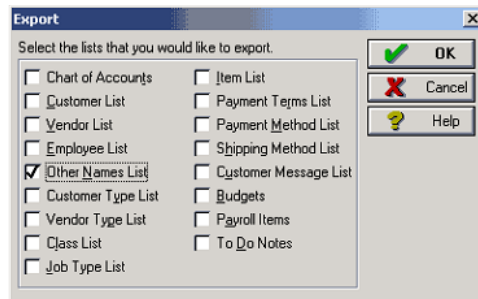 Export
Select the lists that you would like to export.
Chart of Accounts
Customer List
Vendor List
Employee List
Other Names List
Customer Type List
Vendor Type List
Class List
Job Type List
Item List
Payment Terms List
Payment Method List
Shipping Method List
Customer Message List
Budgets
Payroll Items
To Do Notes
OK
Cancel
Help